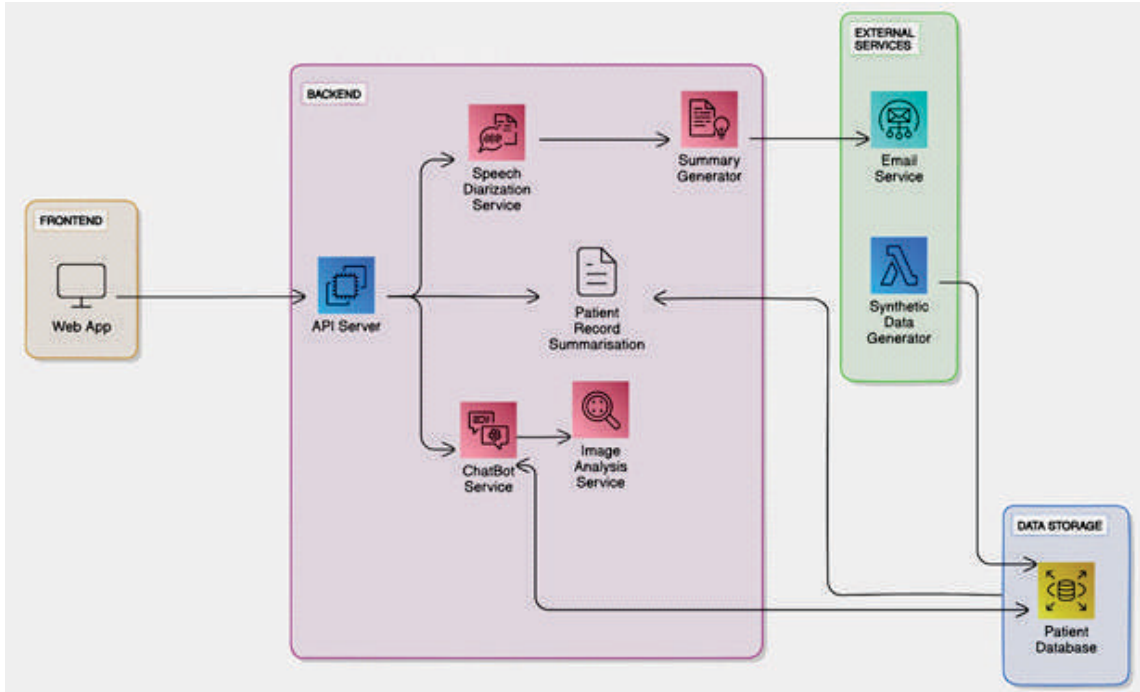 EXTERNAL
SERVICES
BACKEND
Speech
Diarization
Service
Summary
Generator
Email
Service
FRONTEND
Web App
API Server
Patient
Record
Summarisation
Synthetic
Data
Generator
ChatBot
Service
Image
Analysis
Service
DATA STORAGE
Patient
Database